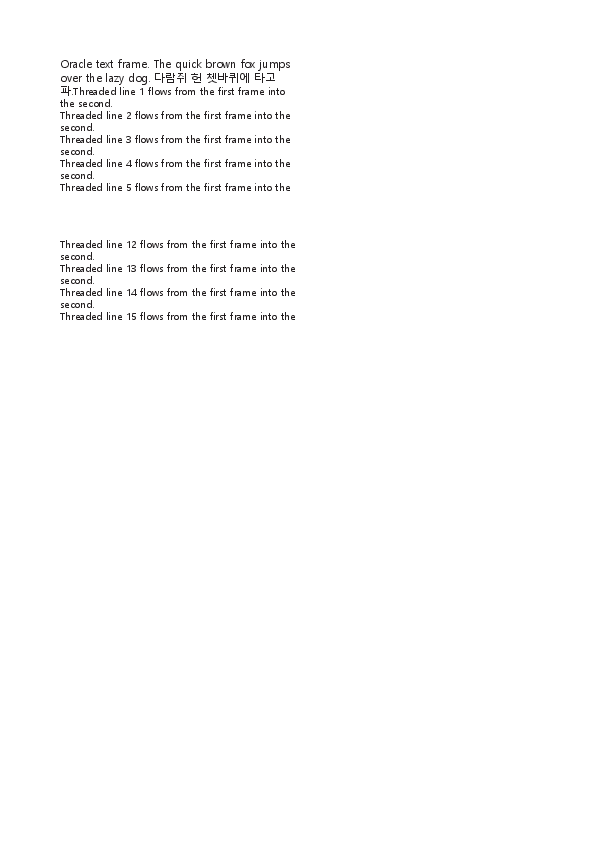 Oracle text frame. The quick brown fox jumps
over the lazy dog. 다람쥐 헌 쳇바퀴에 타고
파.Threaded line 1 flows from the first frame into
the second.
Threaded line 2 flows from the first frame into the
second.
Threaded line 3 flows from the first frame into the
second.
Threaded line 4 flows from the first frame into the
second.
Threaded line 5 flows from the first frame into the
Threaded line 12 flows from the first frame into the
second.
Threaded line 13 flows from the first frame into the
second.
Threaded line 14 flows from the first frame into the
second.
Threaded line 15 flows from the first frame into the